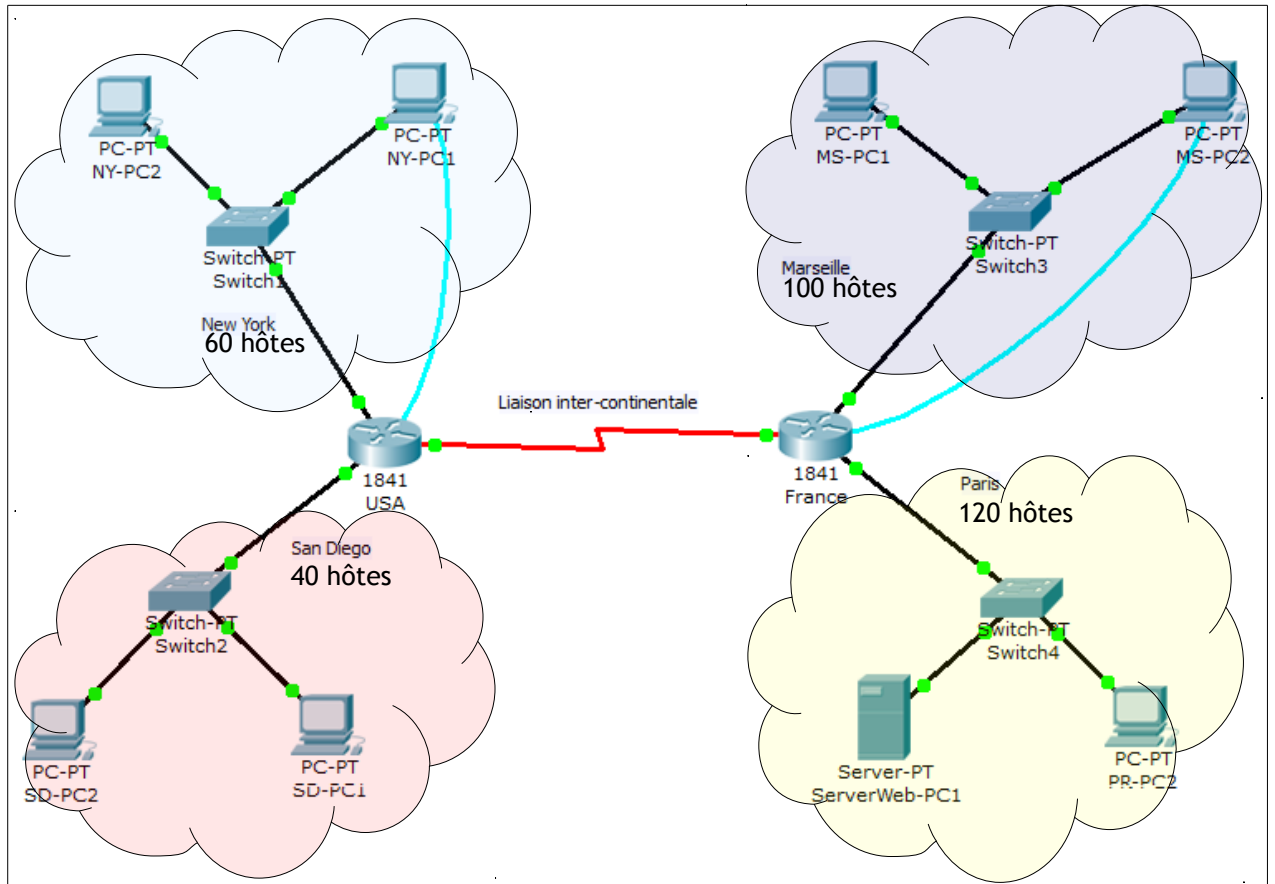 PC-PT
NY-PC2
PC-PT
NY-PC1
Switch-PT
Switch1
New York
60 hôtes
PC-PT
MS-PC1
PC-PT
MS-PC2
Switch-PT
Switch3
Marseille
100 hôtes
Liaison inter-continentale
1841
USA
1841
France
San Diego
40 hôtes
Switch-PT
Switch2
PC-PT
SD-PC2
PC-PT
SD-PC1
Paris
120 hôtes
Switch-PT
Switch4
Server-PT
ServerWeb-PC1
PC-PT
PR-PC2